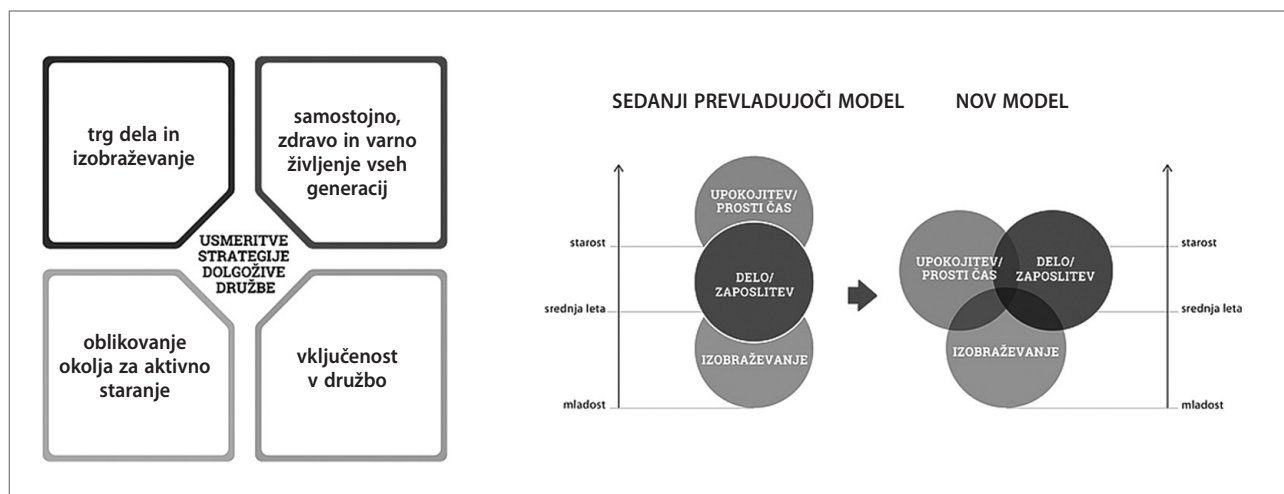 trg dela in
izobraževanje
samostojno,
zdravo in varno
življenje vseh
generacij
USMERITVE
STRATEGIJE
DOLGOŽIVE
DRUŽBE
oblikovanje
okolja za aktivno
staranje
vključenost
v družbo
SEDANJI PREVLADUJOČI MODEL
starost
srednja leta
mladost
UPOKOJITEV/
PROSTI ČAS
DELO/
ZAPOSLITEV
IZOBRAŽEVANJE
NOV MODEL
UPOKOJITEV/
PROSTI ČAS
DELO/
ZAPOSLITEV
IZOBRAŽEVANJE
starost
srednja leta
mladost